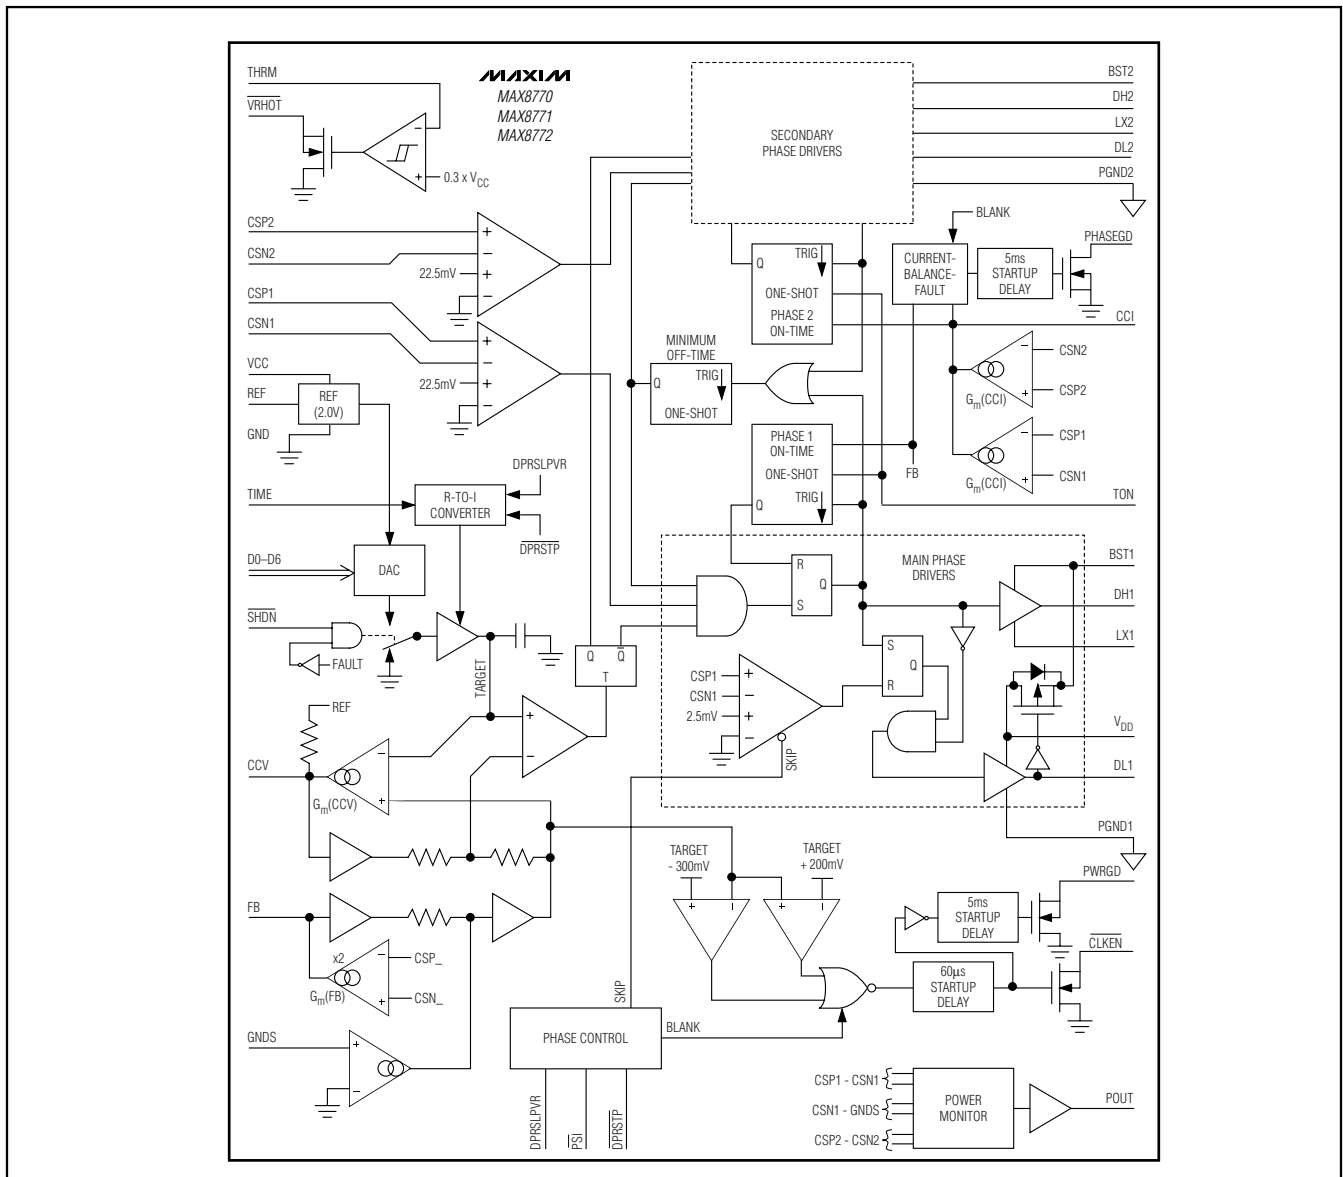 THRM
VRHOT
MAXIM
MAX8770
MAX8771
MAX8772
0.3 x VCC
SECONDARY
PHASE DRIVERS
BST2
DH2
LX2
DL2
PGND2
CSP2
CSN2
22.5mV
CSP1
CSN1
22.5mV
+
−
+
−
+
−
+
−
VCC
REF
GND
REF
(2.0V)
Q
TRIG
ONE-SHOT
PHASE 2
ON-TIME
BLANK
CURRENT-
BALANCE-
FAULT
5ms
STARTUP
DELAY
PHASEGD
CCI
MINIMUM
OFF-TIME
Q
TRIG
ONE-SHOT
CSN2
CSP2
Gm(CCI)
CSP1
CSN1
Gm(CCI)
PHASE 1
ON-TIME
ONE-SHOT
TRIG
Q
FB
TON
TIME
R-TO-I
CONVERTER
DPRSLPVR
DPRSTP
D0–D6
DAC
SHDN
FAULT
TARGET
Q
Q
T
MAIN PHASE
DRIVERS
R
Q
S
S
Q
R
CSP1
CSN1
2.5mV
+
−
+
−
SKIP
BST1
DH1
LX1
VDD
DL1
PGND1
REF
CCV
Gm(CCV)
+
−
−
+
FB
x2
Gm(FB)
CSP_
CSN_
−
+
GNDS
+
−
TARGET
- 300mV
TARGET
+ 200mV
+
−
+
−
SKIP
PHASE CONTROL
BLANK
DPRSLPVR
PSI
DPRSTP
60µs
STARTUP
DELAY
5ms
STARTUP
DELAY
PWRGD
CLKEN
CSP1 - CSN1
CSN1 - GNDS
CSP2 - CSN2
POWER
MONITOR
POUT